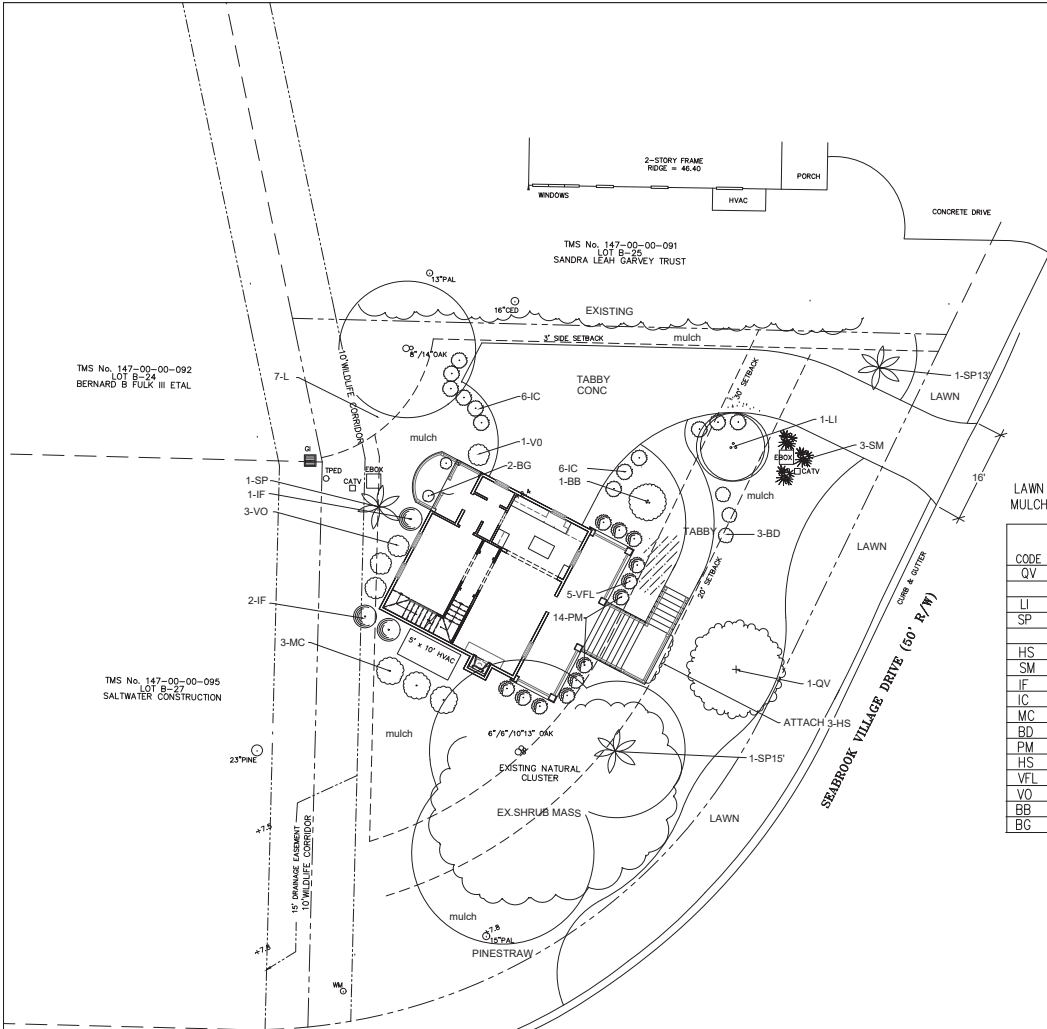 2-STORY FRAME
RIDGE = 46.40
PORCH
WINDOWS
HVAC
CONCRETE DRIVE
TMS No. 147-00-00-091
LOT B-25
SANDRA LEAH GARVEY TRUST
13"PAL
16"CED
EXISTING
mulch
3' SIDE SETBACK
8"/14"OAK
TMS No. 147-00-00-092
LOT B-24
BERNARD B FULK III ETAL
7-L
10'WILDLIFE CORRIDOR
TABBY
CONC
30' SETBACK
1-SP13'
LAWN
6-IC
1-LI
mulch
1-V0
3-SM
EBOX
CATV
GI
TPED
EBOX
CATV
2-BG
6-IC
1-BB
1-SP
1-IF
3-VO
mulch
16'
LAWN
MULCH
TABBY
3-BD
LAWN
CODE
QV
LI
SP
HS
SM
IF
IC
MC
BD
PM
HS
VFL
VO
BB
BG
20' SETBACK
CURB & GUTTER
5-VFL
2-IF
14-PM
3-MC
5' x 10' HVAC
TMS No. 147-00-00-095
LOT B-27
SALTWATER CONSTRUCTION
1-QV
ATTACH 3-HS
SEABROOK VILLAGE DRIVE (50' R/W)
mulch
6"/6"/10"13" OAK
EXISTING NATURAL
CLUSTER
1-SP15'
23"PINE
EX.SHRUB MASS
LAWN
+7.5
15' DRAINAGE EASEMENT
10'WILDLIFE CORRIDOR
mulch
+7.8
15"PAL
PINESTRAW
+7.8
WM